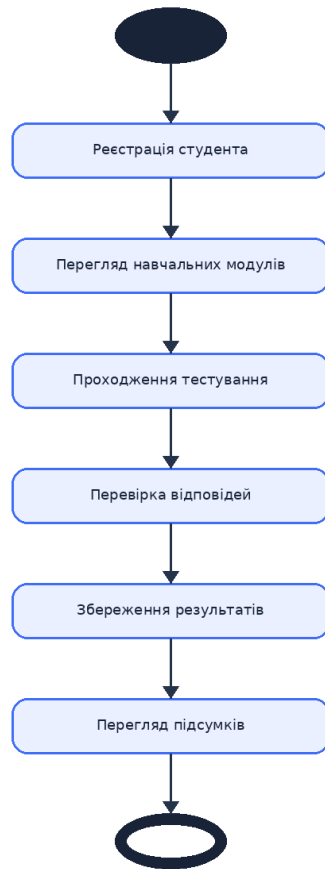 Реєстрація студента
Перегляд навчальних модулів
Проходження тестування
Перевірка відповідей
Збереження результатів
Перегляд підсумків